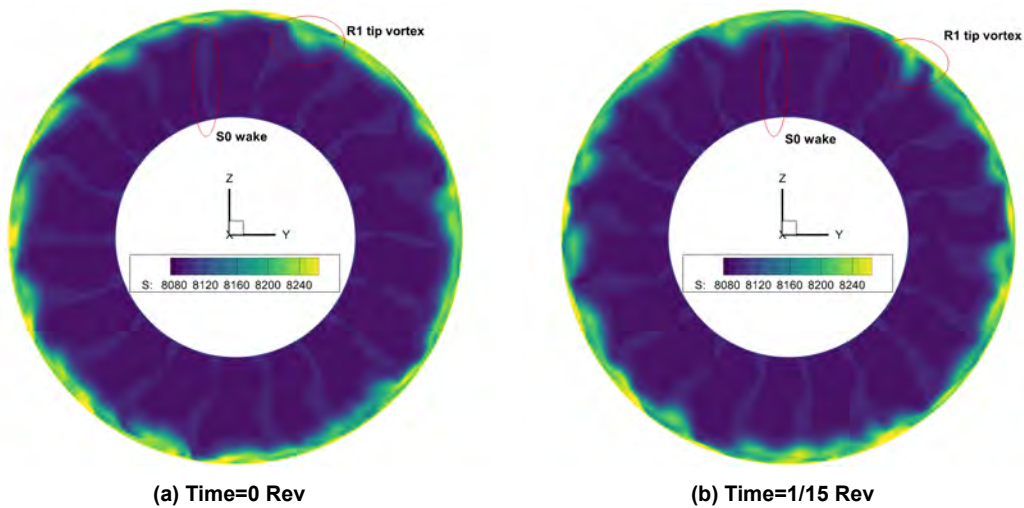 R1 tip vortex
S0 wake
Z
X
Y
S: 8080 8120 8160 8200 8240
(a) Time=0 Rev
R1 tip vortex
S0 wake
Z
X
Y
S: 8080 8120 8160 8200 8240
(b) Time=1/15 Rev